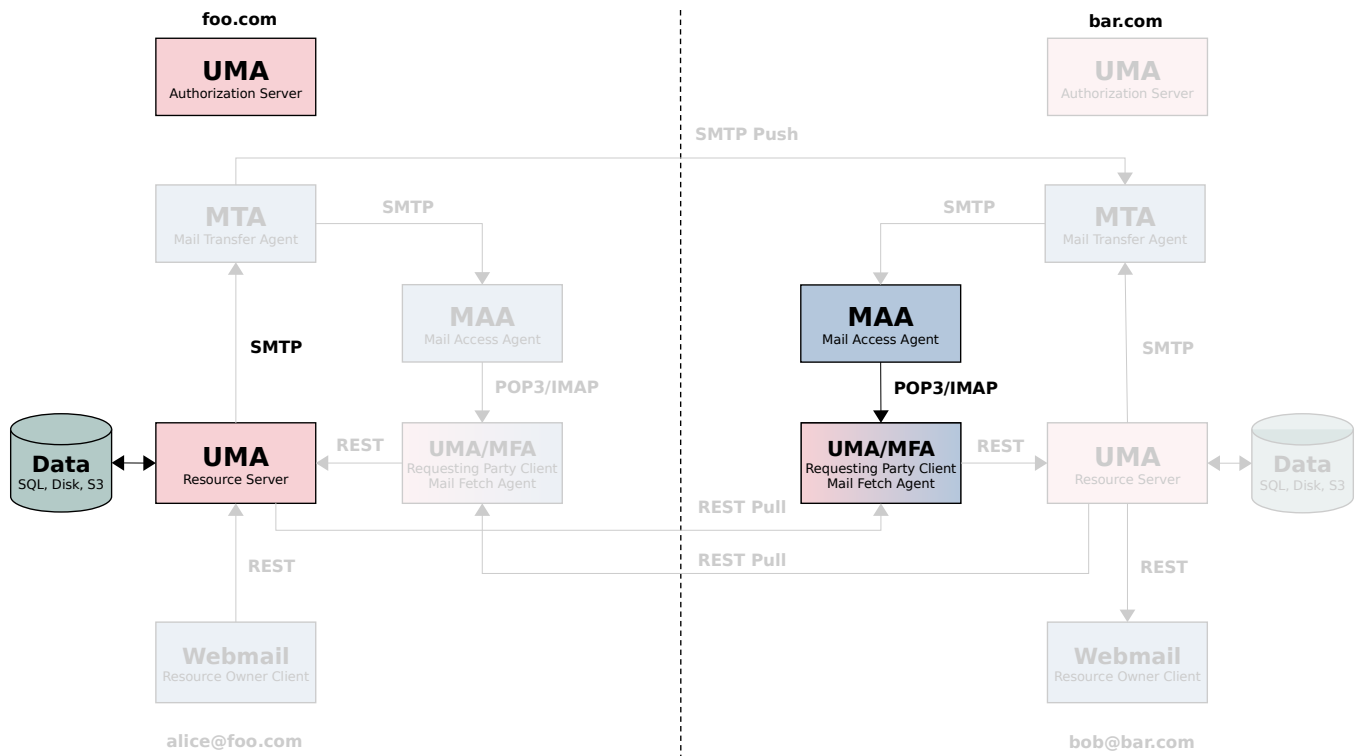 foo.com
bar.com
UMA
Authorization Server
UMA
Authorization Server
SMTP Push
MTA
Mail Transfer Agent
SMTP
SMTP
MTA
Mail Transfer Agent
MAA
Mail Access Agent
MAA
Mail Access Agent
SMTP
SMTP
POP3/IMAP
POP3/IMAP
Data
SQL, Disk, S3
UMA
Resource Server
REST
UMA/MFA
Requesting Party Client
Mail Fetch Agent
UMA/MFA
Requesting Party Client
Mail Fetch Agent
REST
UMA
Resource Server
Data
SQL, Disk, S3
REST Pull
REST Pull
REST
REST
Webmail
Resource Owner Client
Webmail
Resource Owner Client
alice@foo.com
bob@bar.com